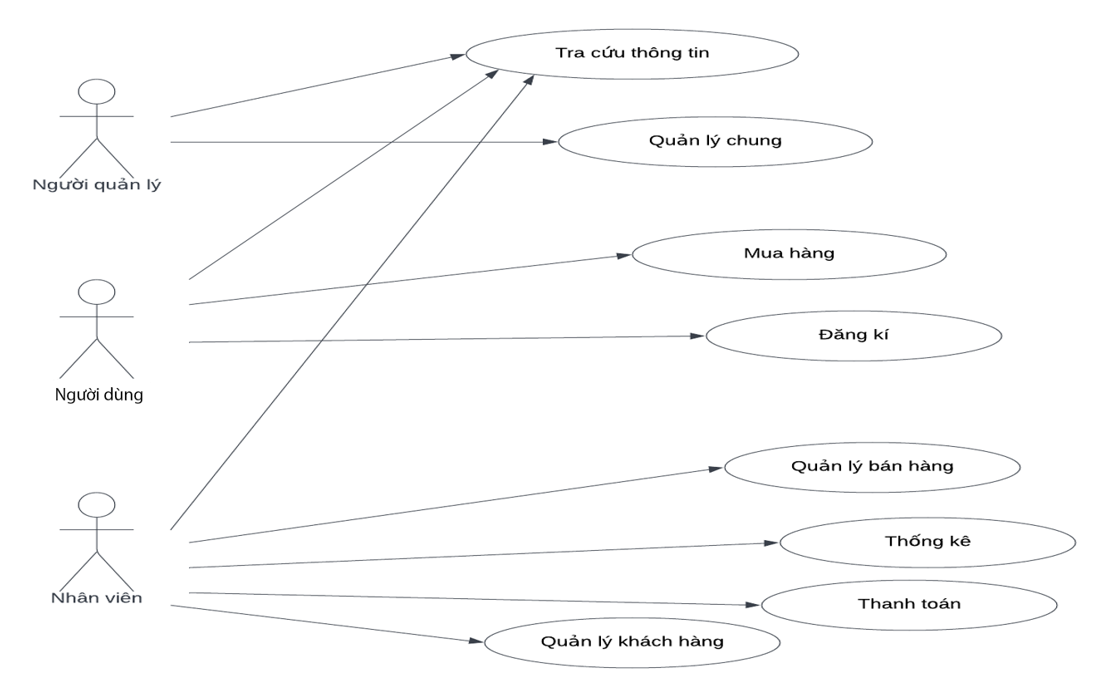 Tra cứu thông tin
Quản lý chung
Người quản lý
Mua hàng
Đăng kí
Người dùng
Quản lý bán hàng
Thống kê
Nhân viên
Thanh toán
Quản lý khách hàng